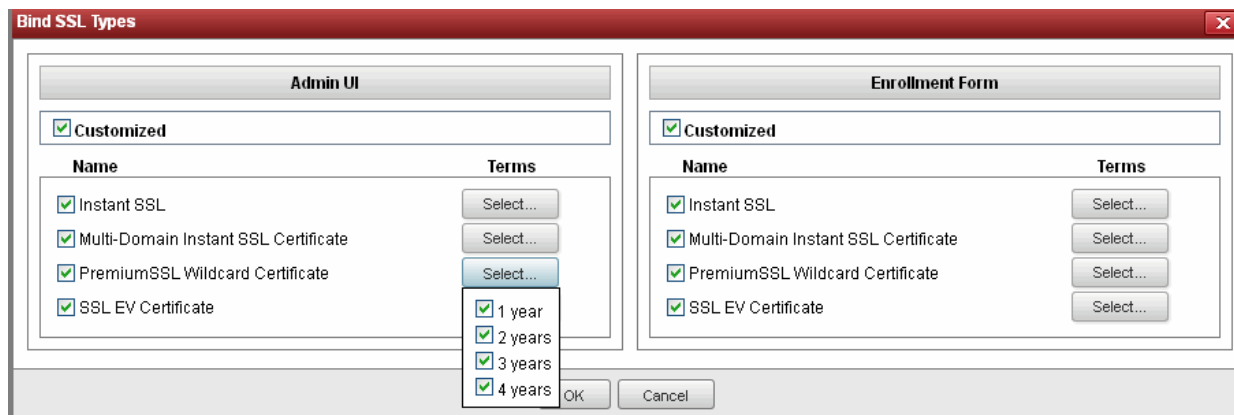 Bind SSL Types
Admin UI
Customized
Name Terms
Instant SSL Select...
Multi-Domain Instant SSL Certificate Select...
PremiumSSL Wildcard Certificate Select...
SSL EV Certificate
1 year
2 years
3 years
4 years
Enrollment Form
Customized
Name Terms
Instant SSL Select...
Multi-Domain Instant SSL Certificate Select...
PremiumSSL Wildcard Certificate Select...
SSL EV Certificate Select...
OK Cancel